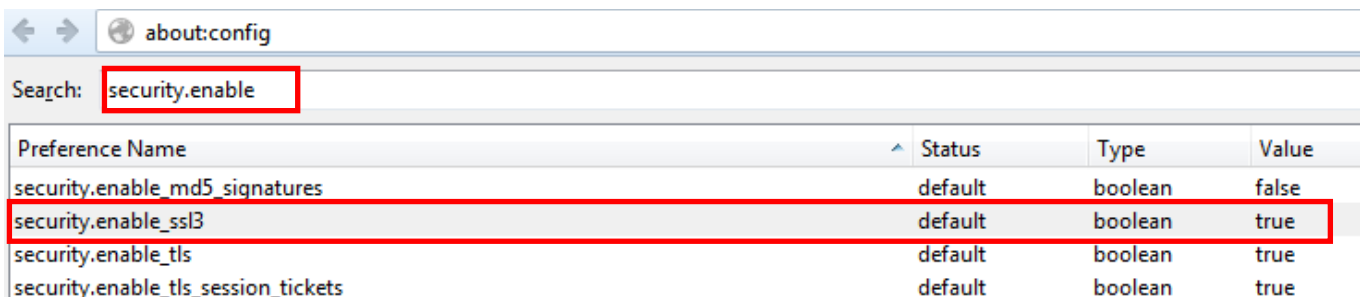 about:config
Search: security.enable
Preference Name Status Type Value
security.enable_md5_signatures default boolean false
security.enable_ssl3 default boolean true
security.enable_tls default boolean true
security.enable_tls_session_tickets default boolean true